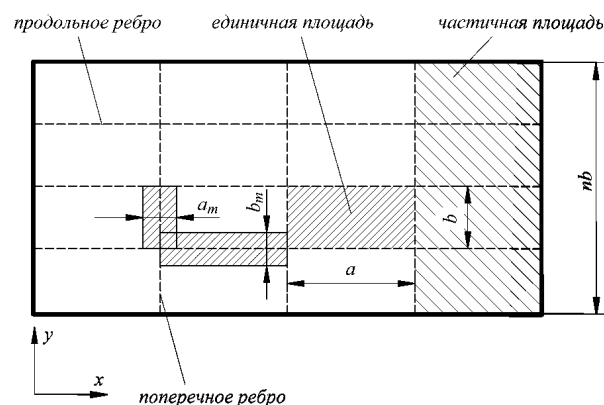 продольное ребро
единичная площадь
частичная площадь
nb
a_m
b_m
b
a
y
x
поперечное ребро